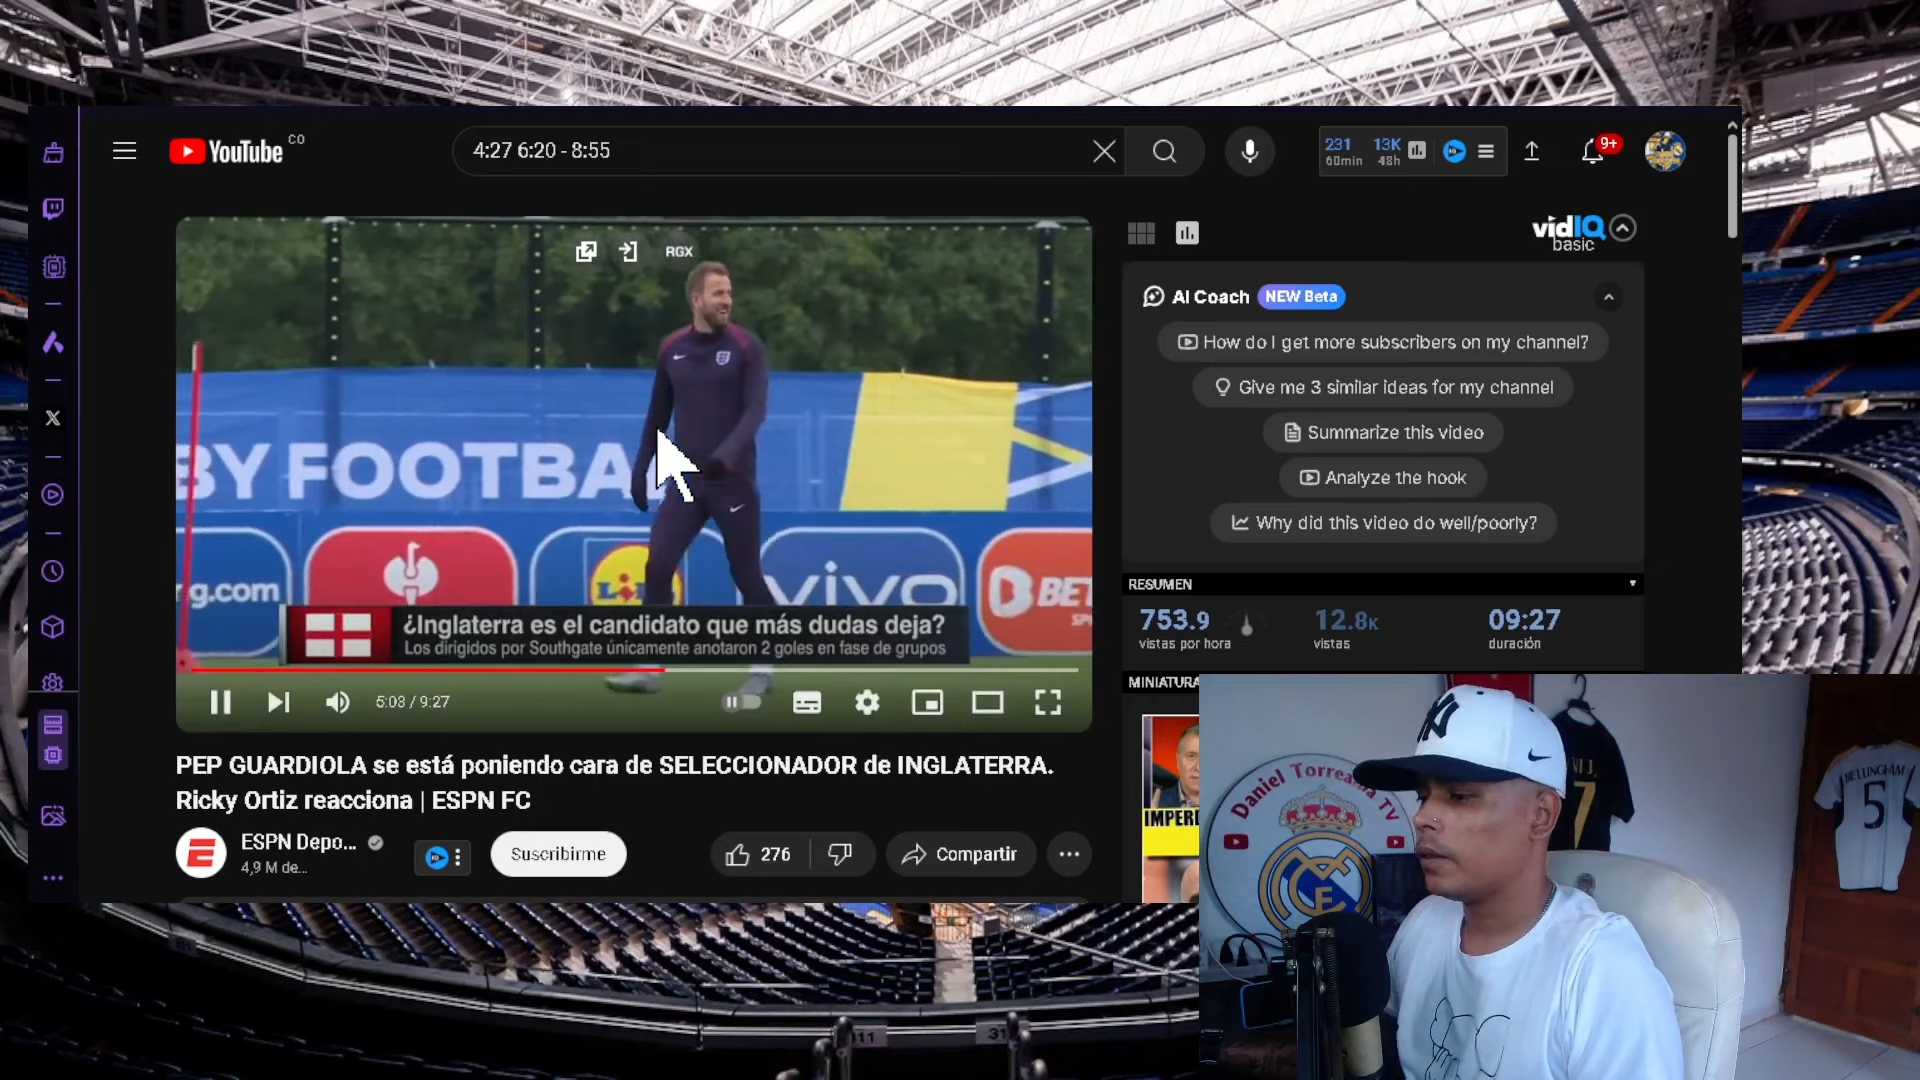 YouTube CO
4:27 6:20 - 8:55
231
60min
13K
48h
9+
RGX
BY FOOTBA
g.com
LIDL
vivo
BE
¿Inglaterra es el candidato que más dudas deja?
Los dirigidos por Southgate únicamente anotaron 2 goles en fase de grupos
5:03 / 9:27
PEP GUARDIOLA se está poniendo cara de SELECCIONADOR de INGLATERRA.
Ricky Ortiz reacciona | ESPN FC
ESPN Depo...
4,9 M de...
Suscribirme
276
Compartir
vidIQ
basic
AI Coach NEW Beta
How do I get more subscribers on my channel?
Give me 3 similar ideas for my channel
Summarize this video
Analyze the hook
Why did this video do well/poorly?
RESUMEN
753.9
vistas por hora
12.8K
vistas
09:27
duración
MINIATURA
IMPER
Daniel Torre TV
NY
7
BELLINGHAM
5
11
31